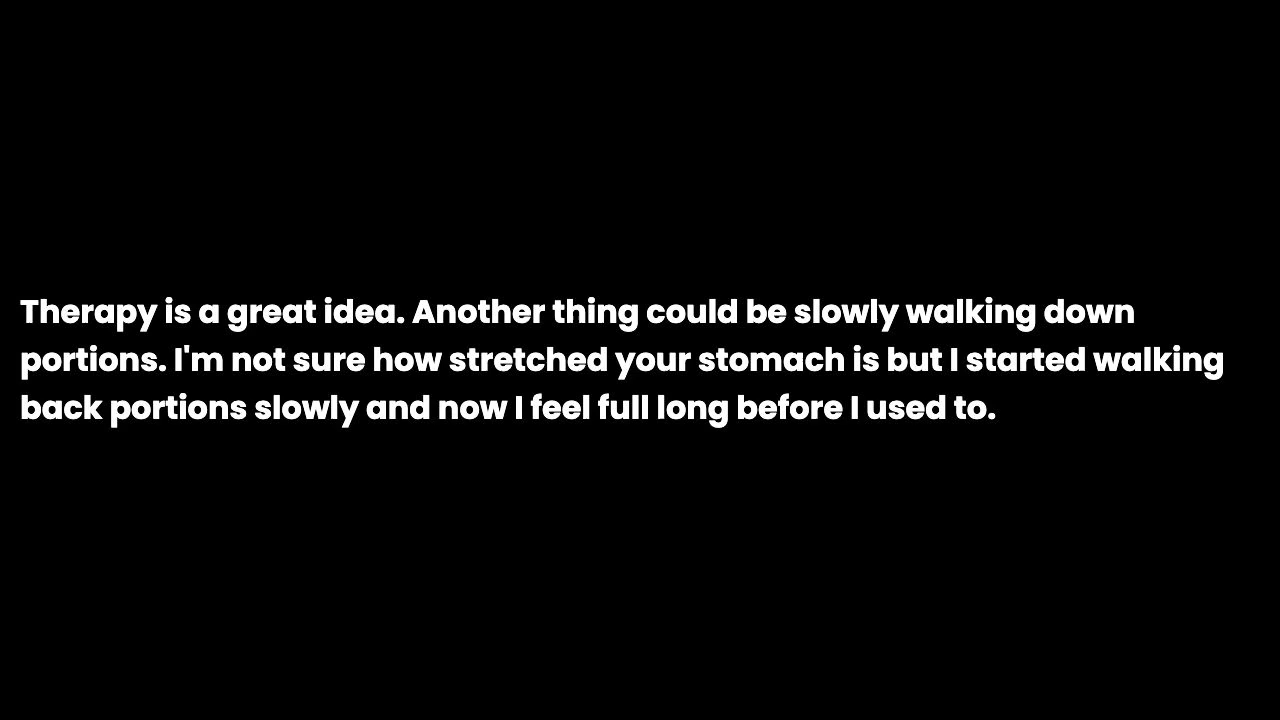 Therapy is a great idea. Another thing could be slowly walking down
portions. I'm not sure how stretched your stomach is but I started walking
back portions slowly and now I feel full long before I used to.